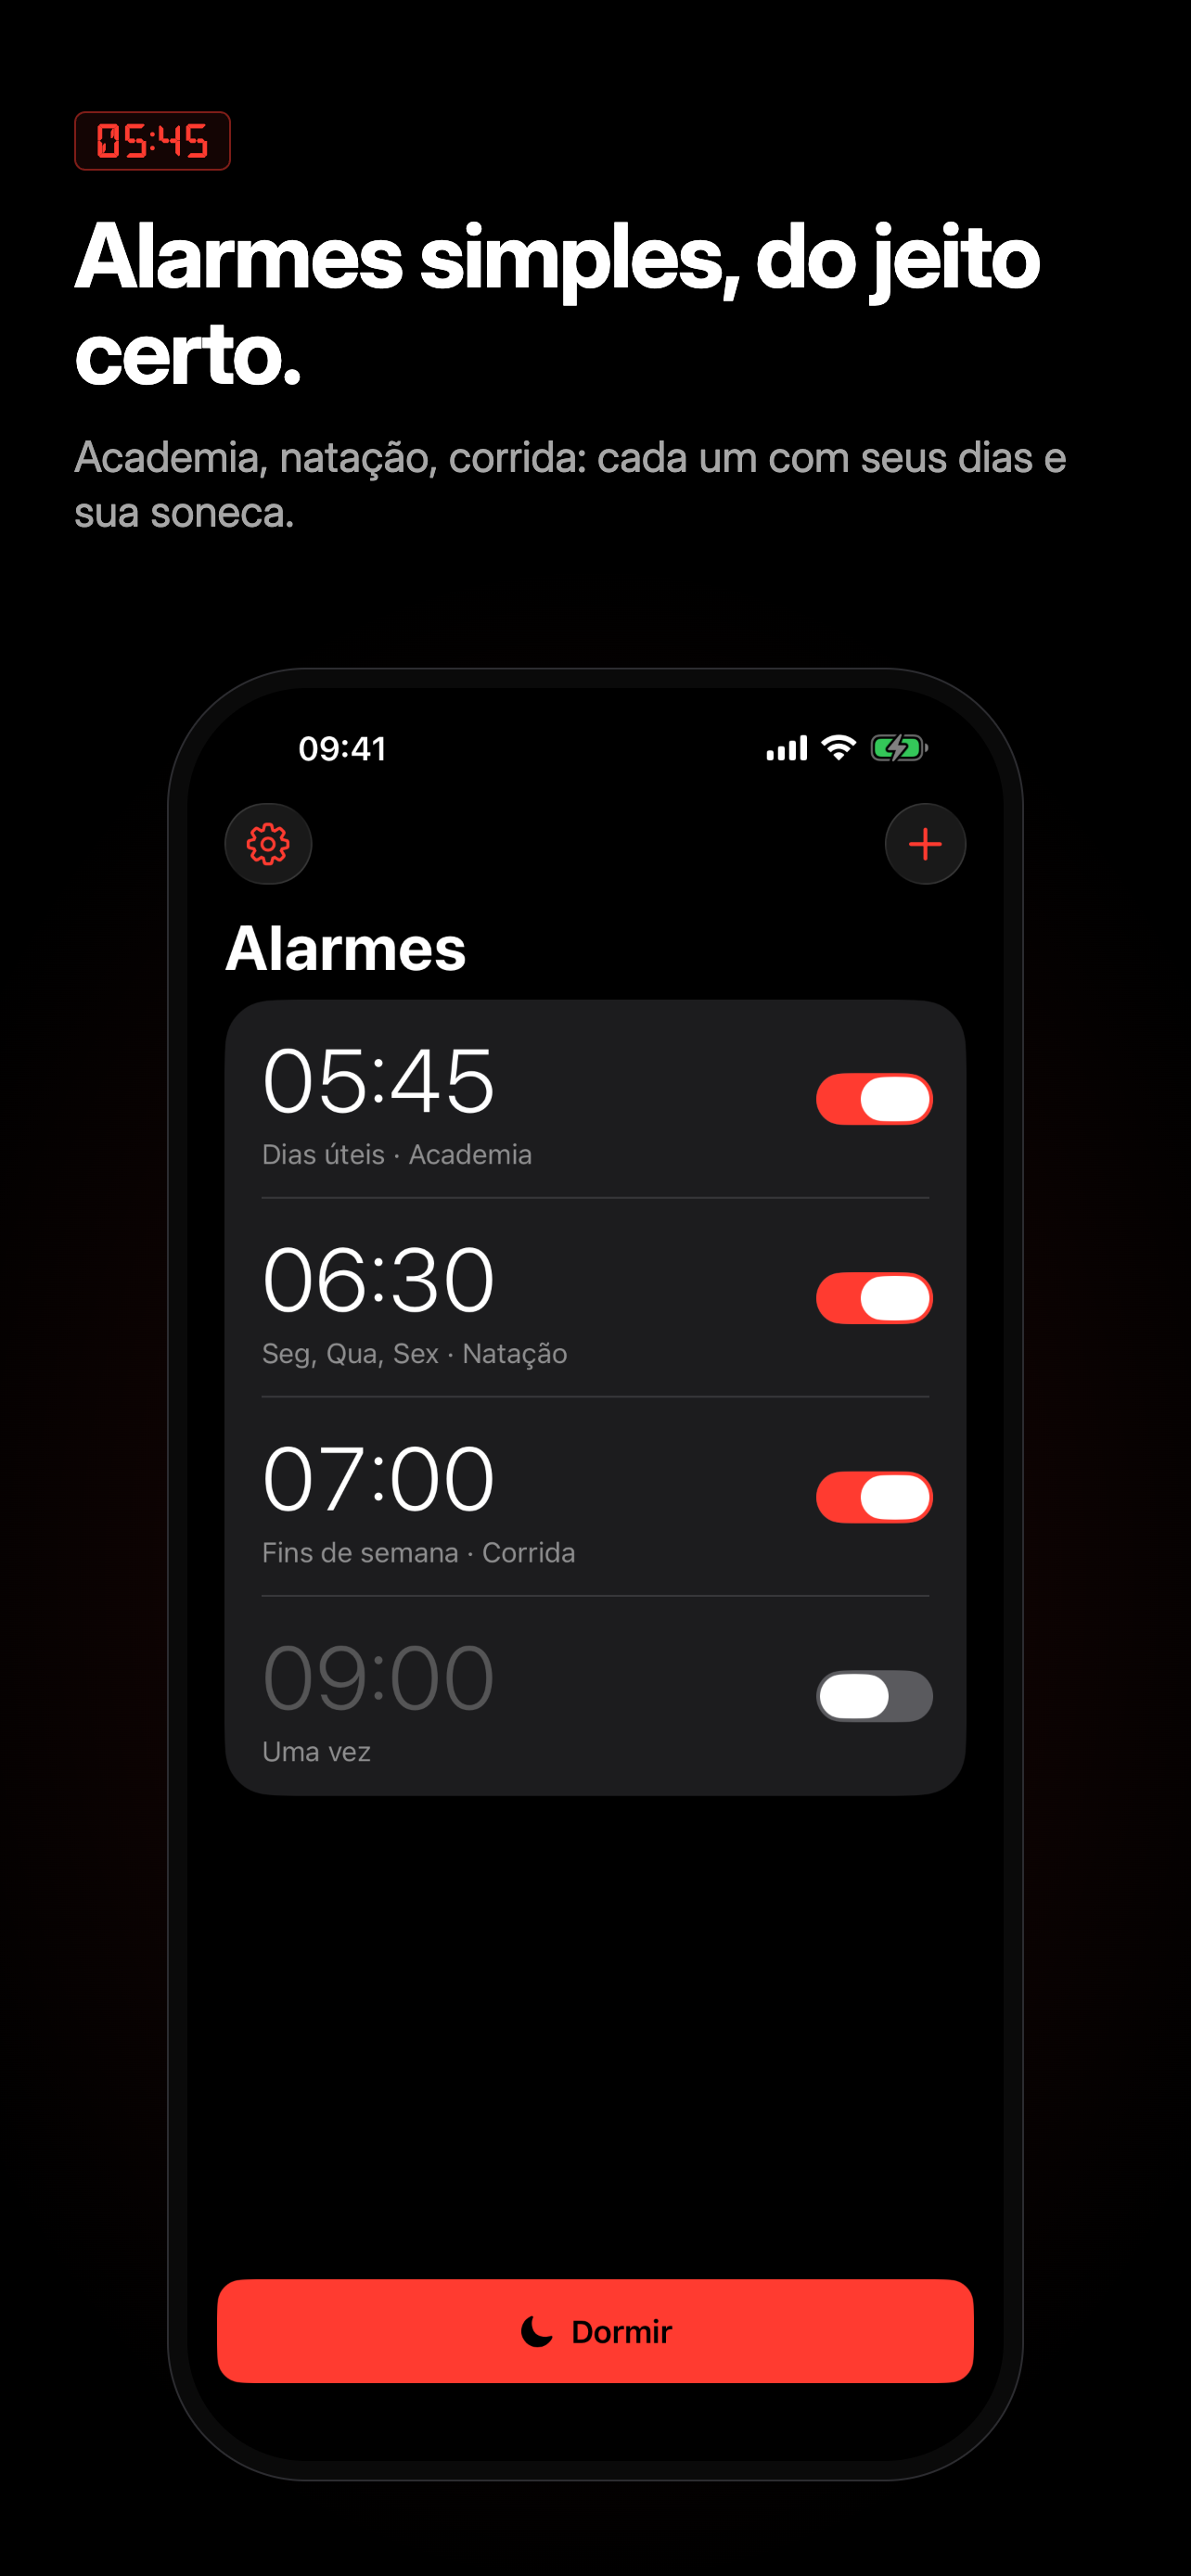 05:45
Alarmes simples, do jeito
certo.
Academia, natação, corrida: cada um com seus dias e
sua soneca.
09:41
Alarmes
05:45
Dias úteis · Academia
06:30
Seg, Qua, Sex · Natação
07:00
Fins de semana · Corrida
09:00
Uma vez
Dormir